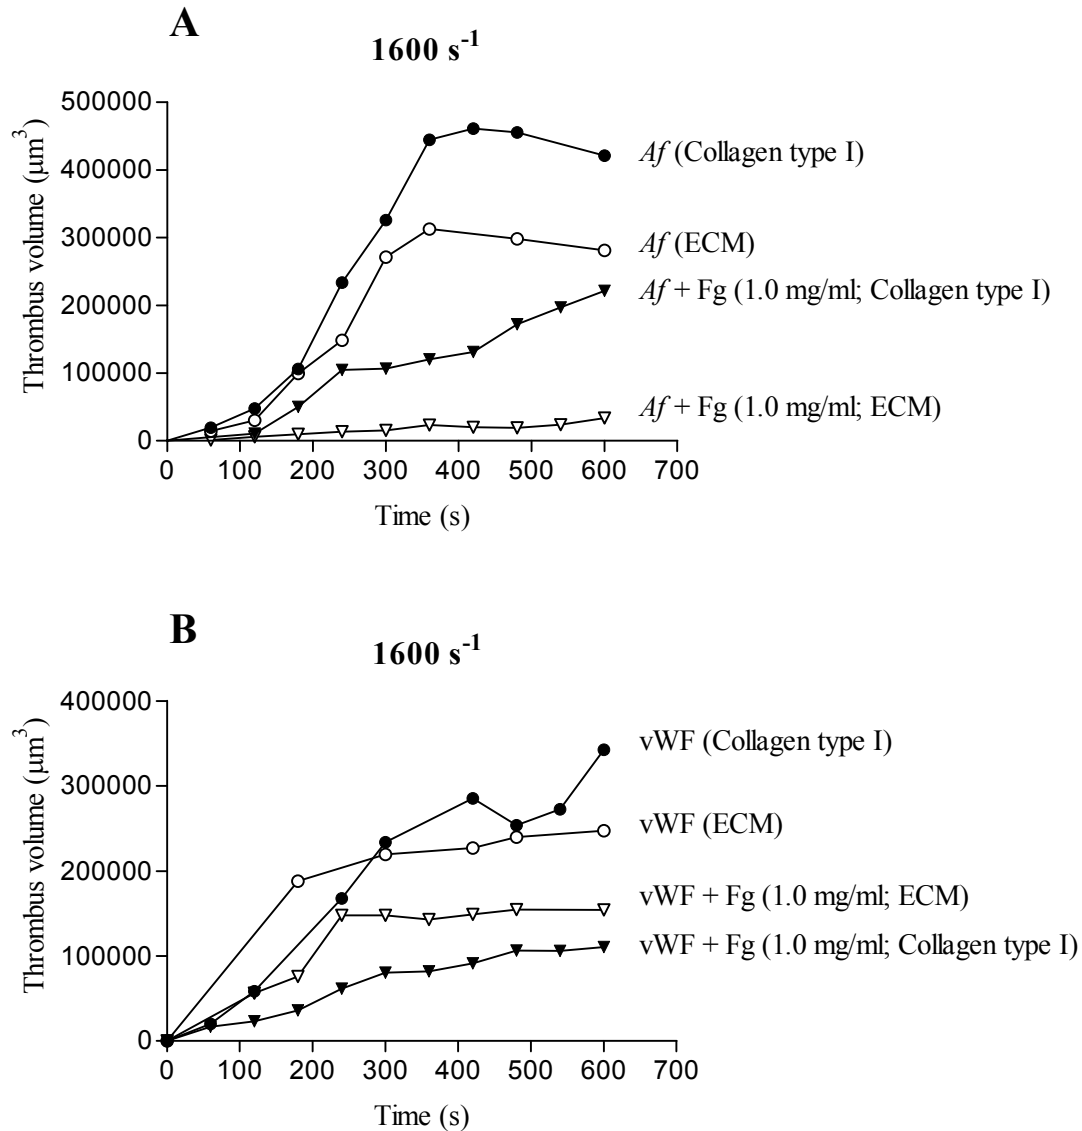 A
1600 s⁻¹
Thrombus volume (μm³)
500000
400000
300000
200000
100000
0
0 100 200 300 400 500 600 700
Time (s)
Af (Collagen type I)
Af (ECM)
Af + Fg (1.0 mg/ml; Collagen type I)
Af + Fg (1.0 mg/ml; ECM)
B
1600 s⁻¹
Thrombus volume (μm³)
400000
300000
200000
100000
0
0 100 200 300 400 500 600 700
Time (s)
vWF (Collagen type I)
vWF (ECM)
vWF + Fg (1.0 mg/ml; ECM)
vWF + Fg (1.0 mg/ml; Collagen type I)